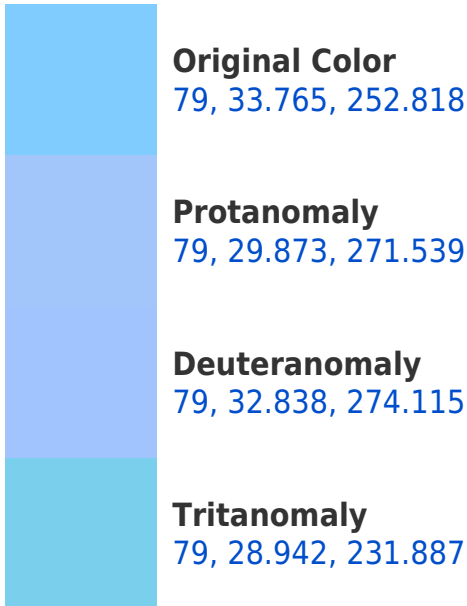 Original Color
79, 33.765, 252.818
Protanomaly
79, 29.873, 271.539
Deuteranomaly
79, 32.838, 274.115
Tritanomaly
79, 28.942, 231.887